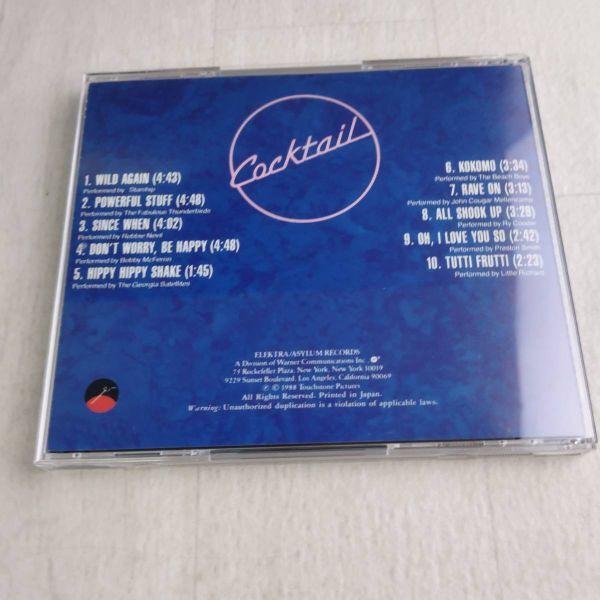 Cocktail
1. WILD AGAIN (4:43)
Performed by Starship
2. POWERFUL STUFF (4:48)
Performed by The Fabulous Thunderbirds
3. SINCE WHEN (4:02)
Performed by Robbie Nevil
4. DON'T WORRY, BE HAPPY (4:48)
Performed by Bobby McFerrin
5. HIPPY HIPPY SHAKE (1:45)
Performed by The Georgia Satellites
6. KOKOMO (3:34)
Performed by The Beach Boys
7. RAVE ON (3:13)
Performed by John Cougar Mellencamp
8. ALL SHOOK UP (3:29)
Performed by Ry Cooder
9. OH, I LOVE YOU SO (2:42)
Performed by Preston Smith
10. TUTTI FRUTTI (2:23)
Performed by Little Richard
ELEKTRA/ASYLUM RECORDS
A Division of Warner Communications Inc.
75 Rockefeller Plaza, New York, New York 10019
9229 Sunset Boulevard, Los Angeles, California 90069
℗ © 1988 Touchstone Pictures
All Rights Reserved. Printed in Japan.
Warning: Unauthorized duplication is a violation of applicable laws.